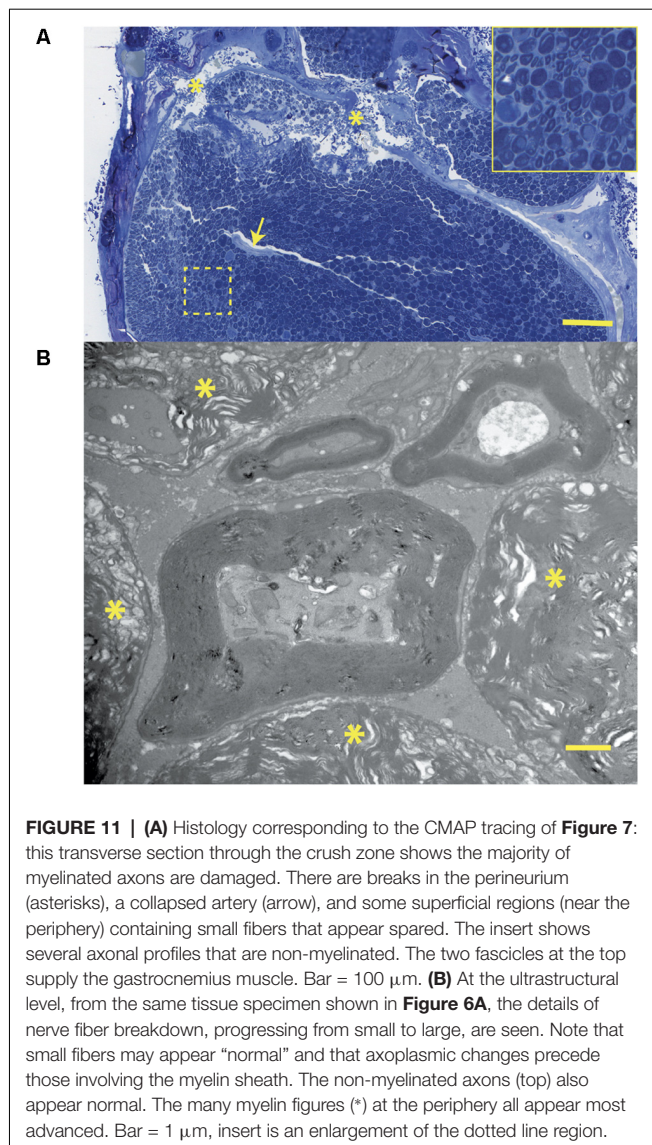 A
B
FIGURE 11 | (A) Histology corresponding to the CMAP tracing of Figure 7:
this transverse section through the crush zone shows the majority of
myelinated axons are damaged. There are breaks in the perineurium
(asterisks), a collapsed artery (arrow), and some superficial regions (near the
periphery) containing small fibers that appear spared. The insert shows
several axonal profiles that are non-myelinated. The two fascicles at the top
supply the gastrocnemius muscle. Bar = 100 μm. (B) At the ultrastructural
level, from the same tissue specimen shown in Figure 6A, the details of
nerve fiber breakdown, progressing from small to large, are seen. Note that
small fibers may appear “normal” and that axoplasmic changes precede
those involving the myelin sheath. The non-myelinated axons (top) also
appear normal. The many myelin figures (*) at the periphery all appear most
advanced. Bar = 1 μm, insert is an enlargement of the dotted line region.